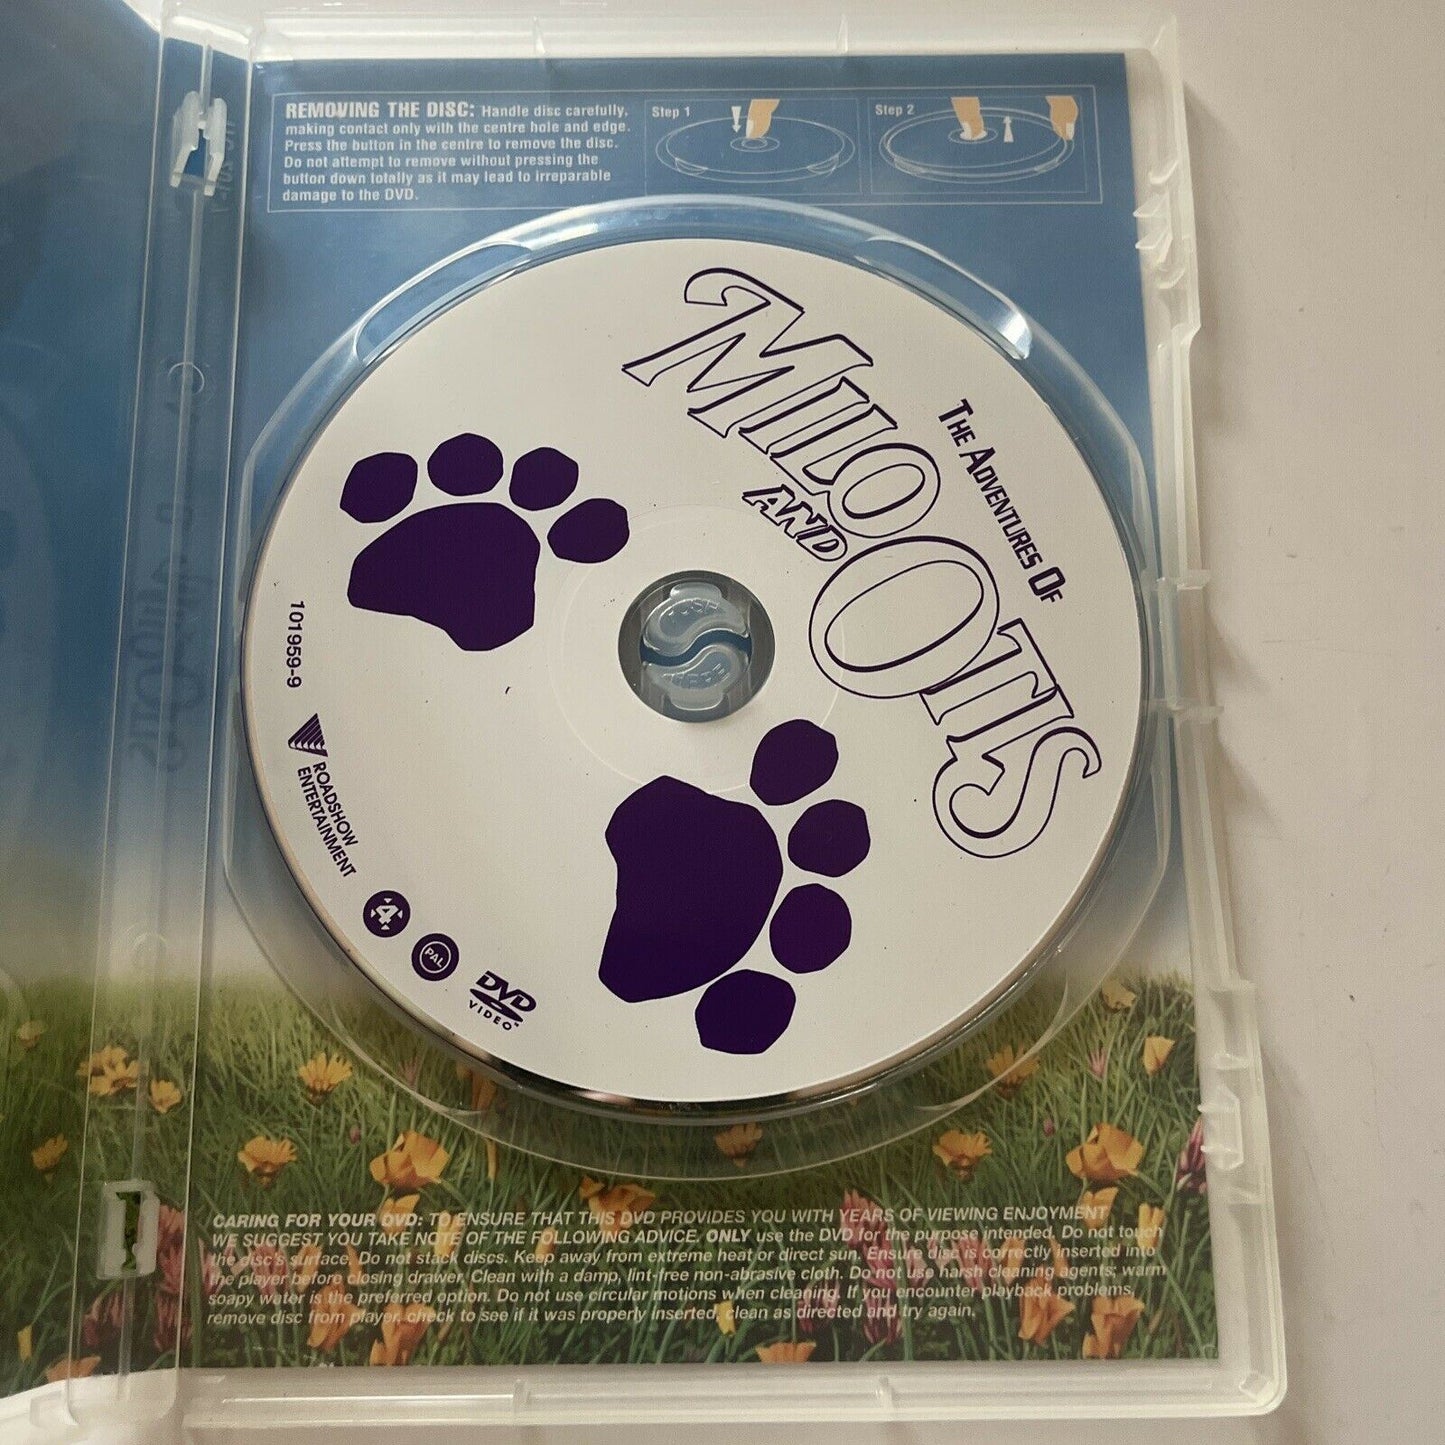 REMOVING THE DISC: Handle disc carefully,
making contact only with the centre hole and edge.
Press the button in the centre to remove the disc.
Do not attempt to remove without pressing the
button down totally as it may lead to irreparable
damage to the DVD.
Step 1
Step 2
THE ADVENTURES OF
MILO
AND
OTIS
101959-9
ROADSHOW
ENTERTAINMENT
4
PAL
DVD
VIDEO
CARING FOR YOUR DVD: TO ENSURE THAT THIS DVD PROVIDES YOU WITH YEARS OF VIEWING ENJOYMENT
WE SUGGEST YOU TAKE NOTE OF THE FOLLOWING ADVICE. ONLY use the DVD for the purpose intended. Do not touch
the disc's surface. Do not stack discs. Keep away from extreme heat or direct sun. Ensure disc is correctly inserted into
the player before closing drawer. Clean with a damp, lint-free non-abrasive cloth. Do not use harsh cleaning agents; warm
soapy water is the preferred option. Do not use circular motions when cleaning. If you encounter playback problems,
remove disc from player, check to see if it was properly inserted, clean as directed and try again.